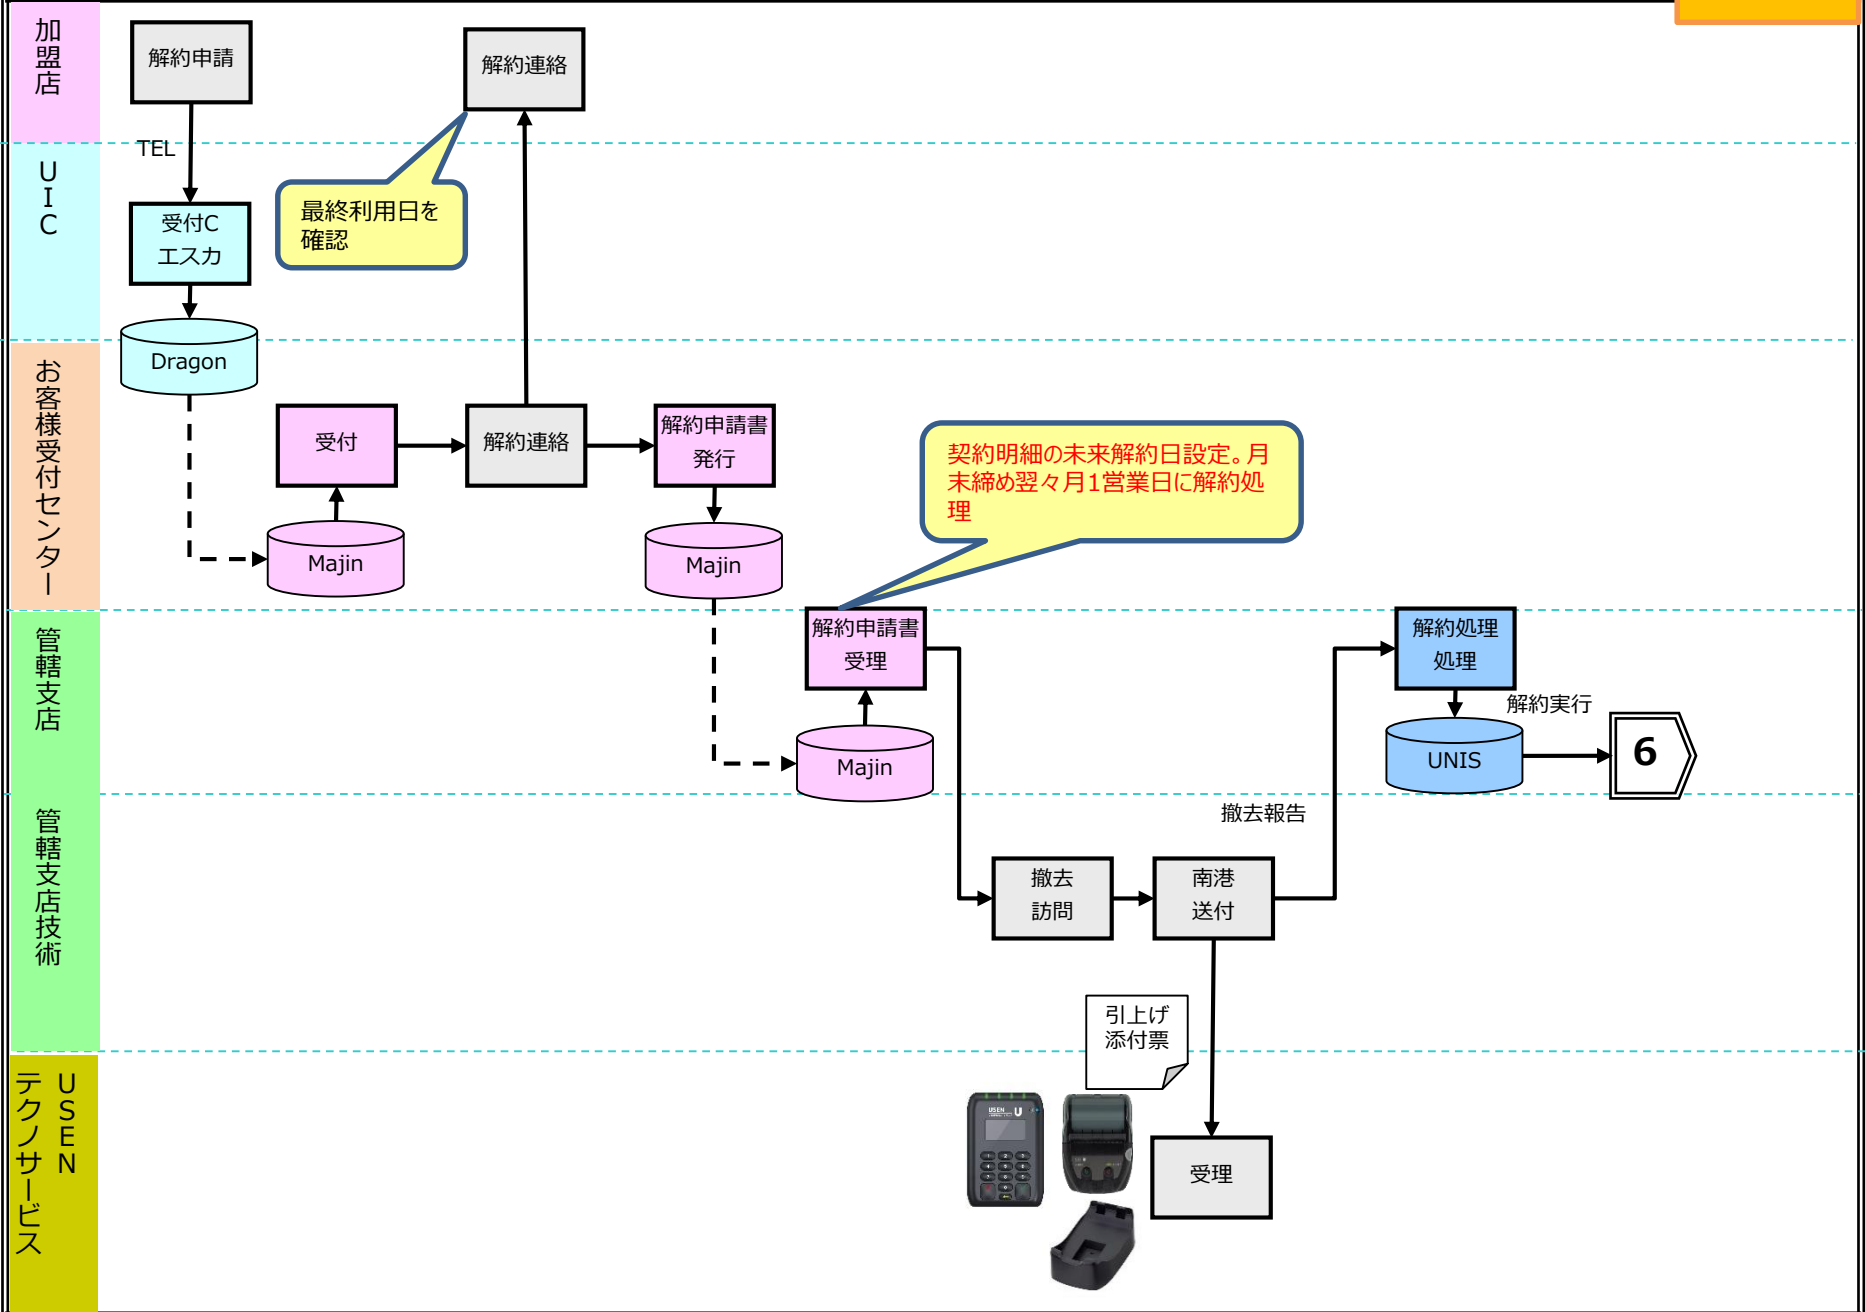 加盟店
解約申請
解約連絡
TEL
UIC
受付C
エスカ
最終利用日を
確認
Dragon
お客様受付センター
受付
解約連絡
解約申請書
発行
Majin
Majin
契約明細の未来解約日設定。月
末締め翌々月1営業日に解約処
理
管轄支店
解約申請書
受理
Majin
解約処理
処理
解約実行
UNIS
6
管轄支店技術
撤去報告
撤去
訪問
南港
送付
引上げ
添付票
USEN
テクノサービス
USEN U
受理